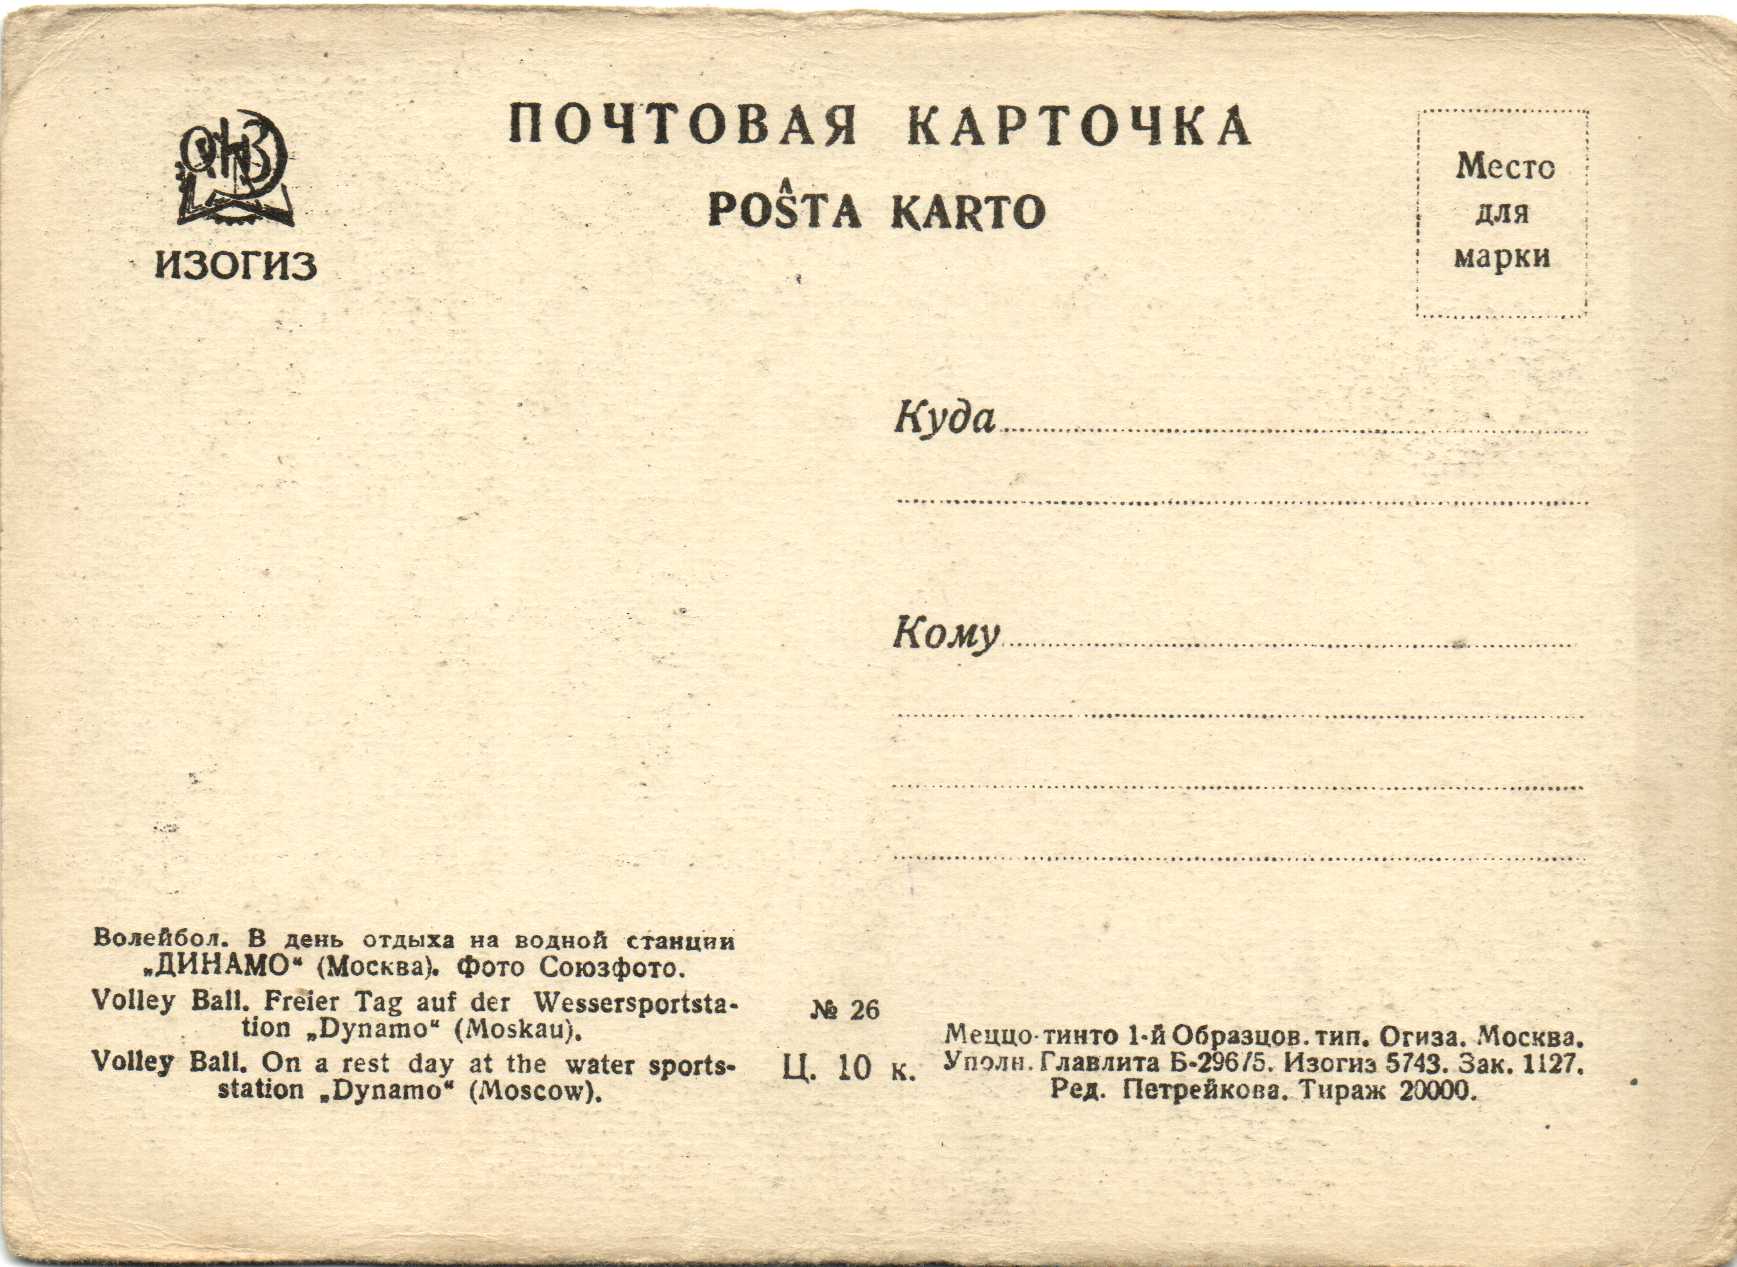 ПОЧТОВАЯ КАРТОЧКА
POŜTA KARTO
ОГИЗ
ИЗОГИЗ
Место
для
марки
Куда
Кому
Волейбол. В день отдыха на водной станции
„ДИНАМО“ (Москва). Фото Союзфото.
Volley Ball. Freier Tag auf der Wessersportsta-
tion „Dynamo“ (Moskau).
Volley Ball. On a rest day at the water sports-
station „Dynamo“ (Moscow).
№ 26
Ц. 10 к.
Меццо-тинто 1-й Образцов. тип. Огиза. Москва.
Уполн. Главлита Б-296/5. Изогиз 5743. Зак. 1127.
Ред. Петрейкова. Тираж 20000.